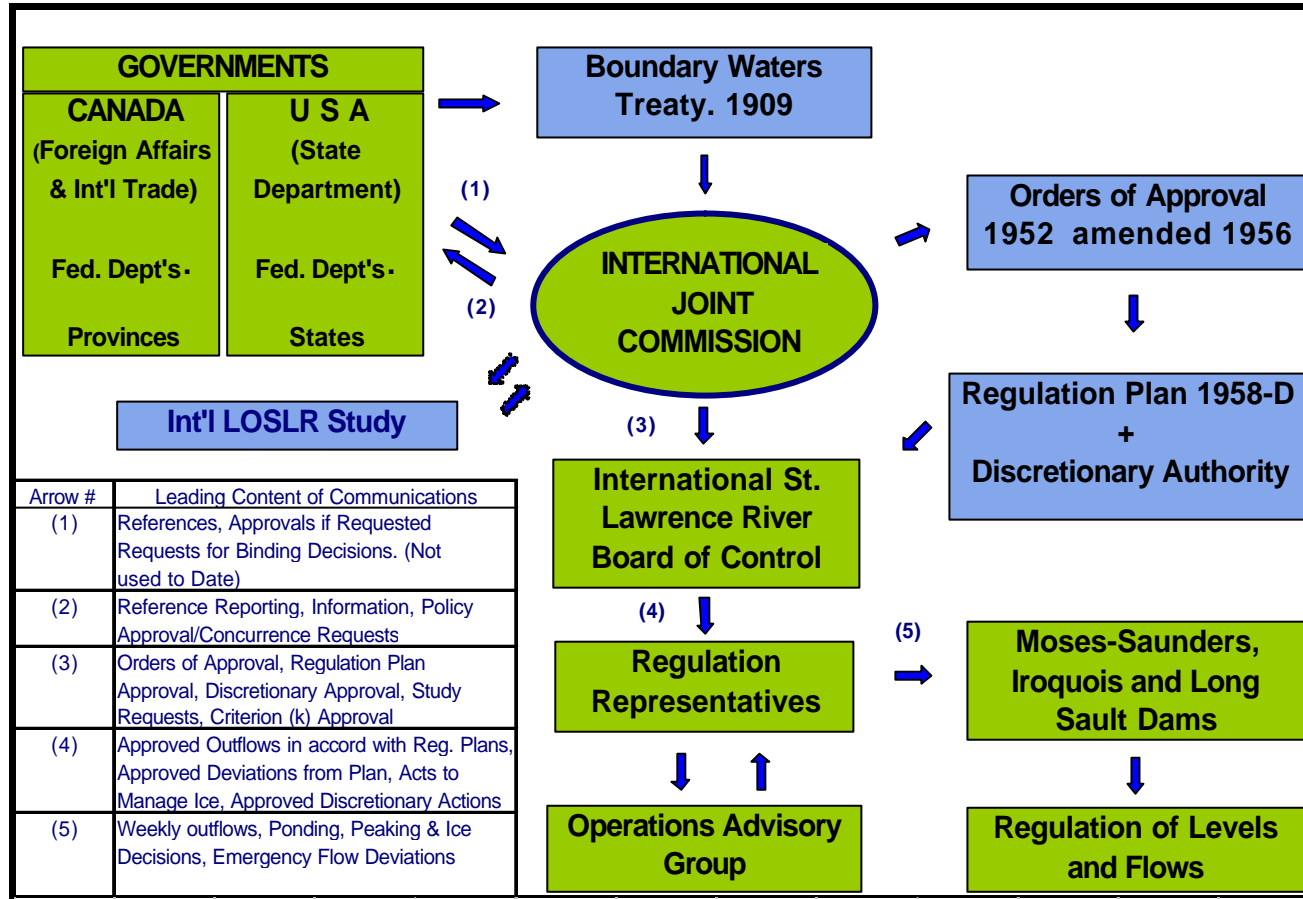 GOVERNMENTS
CANADA
(Foreign Affairs
& Int'l Trade)
Fed. Dept's·
Provinces
U S A
(State
Department)
Fed. Dept's·
States
Boundary Waters
Treaty. 1909
(1)
(2)
INTERNATIONAL
JOINT
COMMISSION
Orders of Approval
1952 amended 1956
Regulation Plan 1958-D
+
Discretionary Authority
Int'l LOSLR Study
(3)
International St.
Lawrence River
Board of Control
(4)
Regulation
Representatives
(5)
Moses-Saunders,
Iroquois and Long
Sault Dams
Operations Advisory
Group
Regulation of Levels
and Flows
Arrow # Leading Content of Communications
(1) References, Approvals if Requested
Requests for Binding Decisions. (Not
used to Date)
(2) Reference Reporting, Information, Policy
Approval/Concurrence Requests
(3) Orders of Approval, Regulation Plan
Approval, Discretionary Approval, Study
Requests, Criterion (k) Approval
(4) Approved Outflows in accord with Reg. Plans,
Approved Deviations from Plan, Acts to
Manage Ice, Approved Discretionary Actions
(5) Weekly outflows, Ponding, Peaking & Ice
Decisions, Emergency Flow Deviations